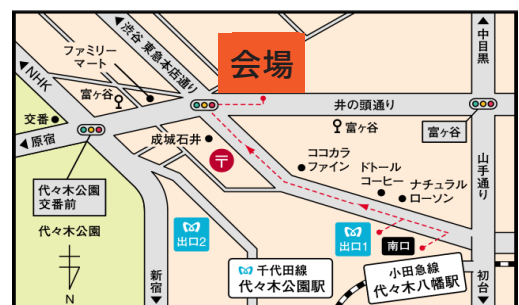 渋谷 東急本店通り
会場
▲中目黒
ファミリー
マート
◀NHK
富ヶ谷
井の頭通り
交番
富ヶ谷
富ヶ谷
◀原宿
成城石井
〒
ココカラ
ファイン
ドトール
コーヒー
ナチュラル
ローソン
山手通り
代々木公園
交番前
代々木公園
出口2
出口1
南口
千代田線
代々木公園駅
小田急線
代々木八幡駅
新宿▼
初台▼
N